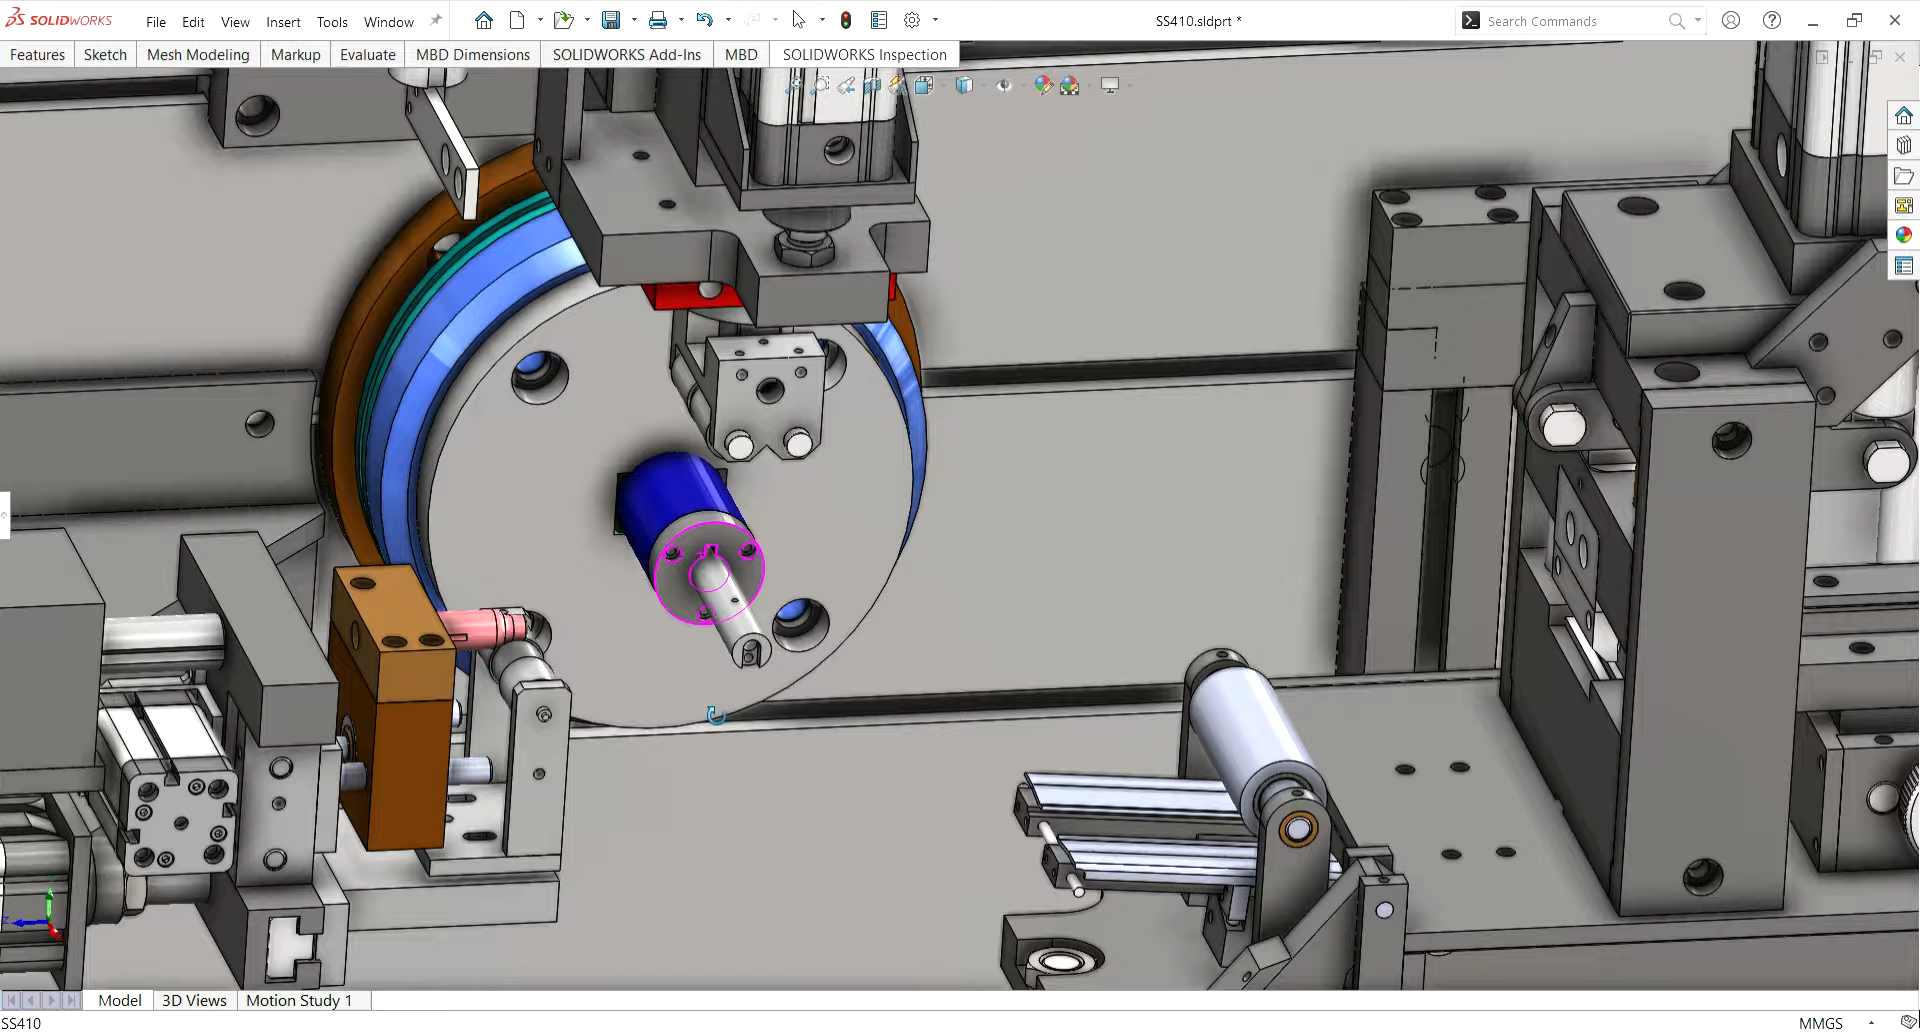 SOLIDWORKS File Edit View Insert Tools Window SS410.sldprt * Search Commands
Features Sketch Mesh Modeling Markup Evaluate MBD Dimensions SOLIDWORKS Add-Ins MBD SOLIDWORKS Inspection
Z
Model 3D Views Motion Study 1
SS410 MMGS